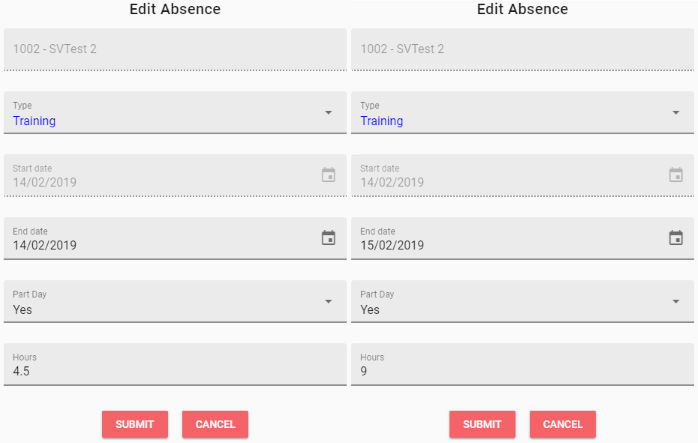 Edit Absence
1002 - SVTest 2
Type
Training
Start date
14/02/2019
End date
14/02/2019
Part Day
Yes
Hours
4.5
SUBMIT
CANCEL
Edit Absence
1002 - SVTest 2
Type
Training
Start date
14/02/2019
End date
15/02/2019
Part Day
Yes
Hours
9
SUBMIT
CANCEL